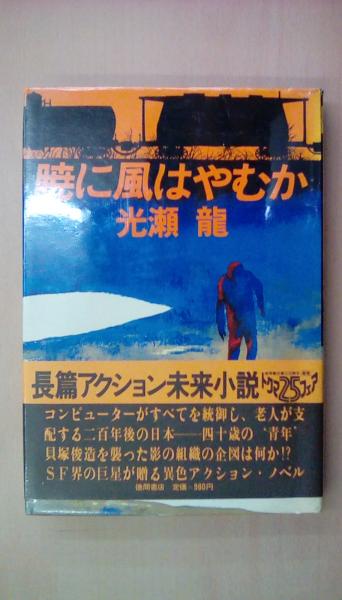 暁に風はやむか
光瀬 龍
長篇アクション未来小説
トクマ25フェア
コンピューターがすべてを統御し、老人が支
配する二百年後の日本——四十歳の〝青年〟
貝塚俊造を襲った影の組織の企図は何か!?
SF界の巨星が贈る異色アクション・ノベル
徳間書店 定価—980円